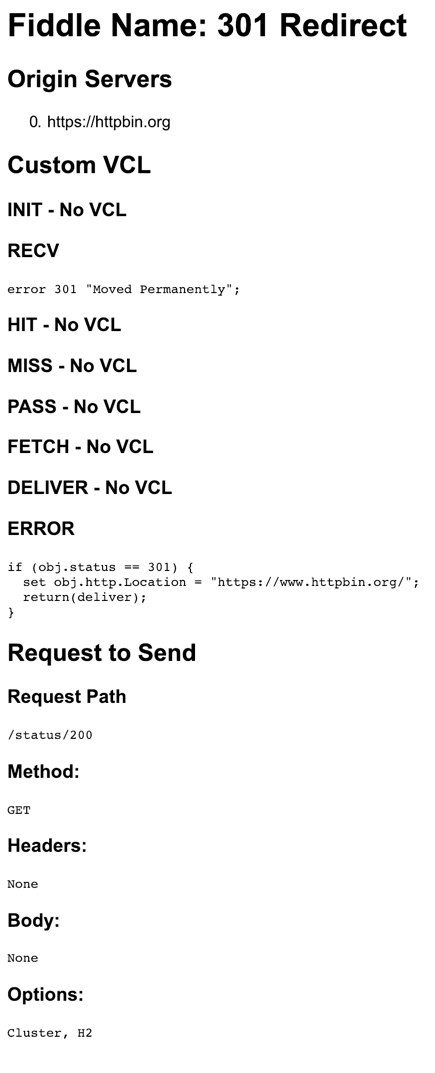 Fiddle Name: 301 Redirect
Origin Servers
0. https://httpbin.org
Custom VCL
INIT - No VCL
RECV
error 301 "Moved Permanently";
HIT - No VCL
MISS - No VCL
PASS - No VCL
FETCH - No VCL
DELIVER - No VCL
ERROR
if (obj.status == 301) {
  set obj.http.Location = "https://www.httpbin.org/";
  return(deliver);
}
Request to Send
Request Path
/status/200
Method:
GET
Headers:
None
Body:
None
Options:
Cluster, H2